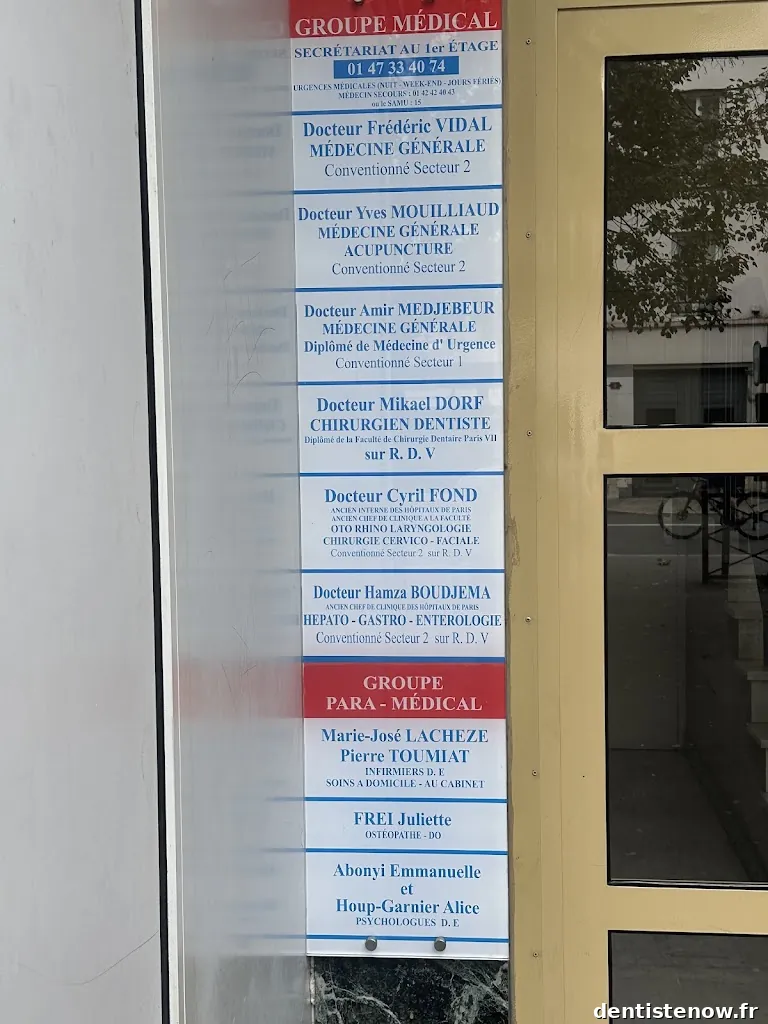 GROUPE MÉDICAL
SECRÉTARIAT AU 1er ÉTAGE
01 47 33 40 74
URGENCES MÉDICALES (NUIT - WEEK-END - JOURS FÉRIÉS)
MÉDECIN SECOURS : 01 42 42 40 43
ou le SAMU : 15
Docteur Frédéric VIDAL
MÉDECINE GÉNÉRALE
Conventionné Secteur 2
Docteur Yves MOUILLIAUD
MÉDECINE GÉNÉRALE
ACUPUNCTURE
Conventionné Secteur 2
Docteur Amir MEDJEBEUR
MÉDECINE GÉNÉRALE
Diplômé de Médecine d' Urgence
Conventionné Secteur 1
Docteur Mikael DORF
CHIRURGIEN DENTISTE
Diplômé de la Faculté de Chirurgie Dentaire Paris VII
sur R. D. V
Docteur Cyril FOND
ANCIEN INTERNE DES HÔPITAUX DE PARIS
ANCIEN CHEF DE CLINIQUE A LA FACULTÉ
OTO RHINO LARYNGOLOGIE
CHIRURGIE CERVICO - FACIALE
Conventionné Secteur 2 sur R. D. V
Docteur Hamza BOUDJEMA
ANCIEN CHEF DE CLINIQUE DES HÔPITAUX DE PARIS
HEPATO - GASTRO - ENTEROLOGIE
Conventionné Secteur 2 sur R. D. V
GROUPE
PARA - MÉDICAL
Marie-José LACHEZE
Pierre TOUMIAT
INFIRMIERS D. E
SOINS A DOMICILE - AU CABINET
FREI Juliette
OSTÉOPATHE - DO
Abonyi Emmanuelle
et
Houp-Garnier Alice
PSYCHOLOGUES D. E
dentistenow.fr